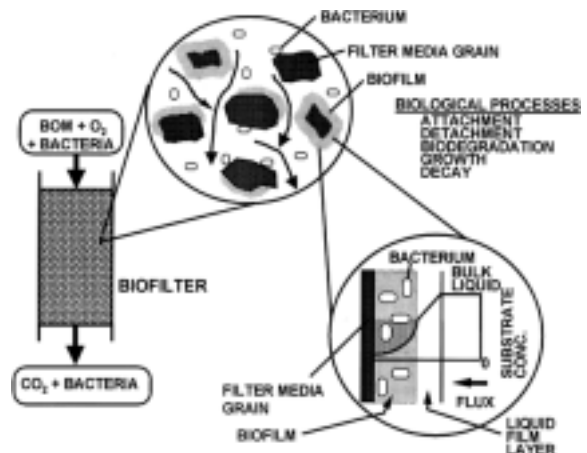 BACTERIUM
FILTER MEDIA GRAIN
BIOFILM
BIOLOGICAL PROCESSES
ATTACHMENT
DETACHMENT
BIODEGRADATION
GROWTH
DECAY
BOM + O₂
+ BACTERIA
BIOFILTER
CO₂ + BACTERIA
BACTERIUM
BULK
LIQUID
SUBSTRATE
CONC.
0
FLUX
FILTER MEDIA
GRAIN
BIOFILM
LIQUID
FILM
LAYER